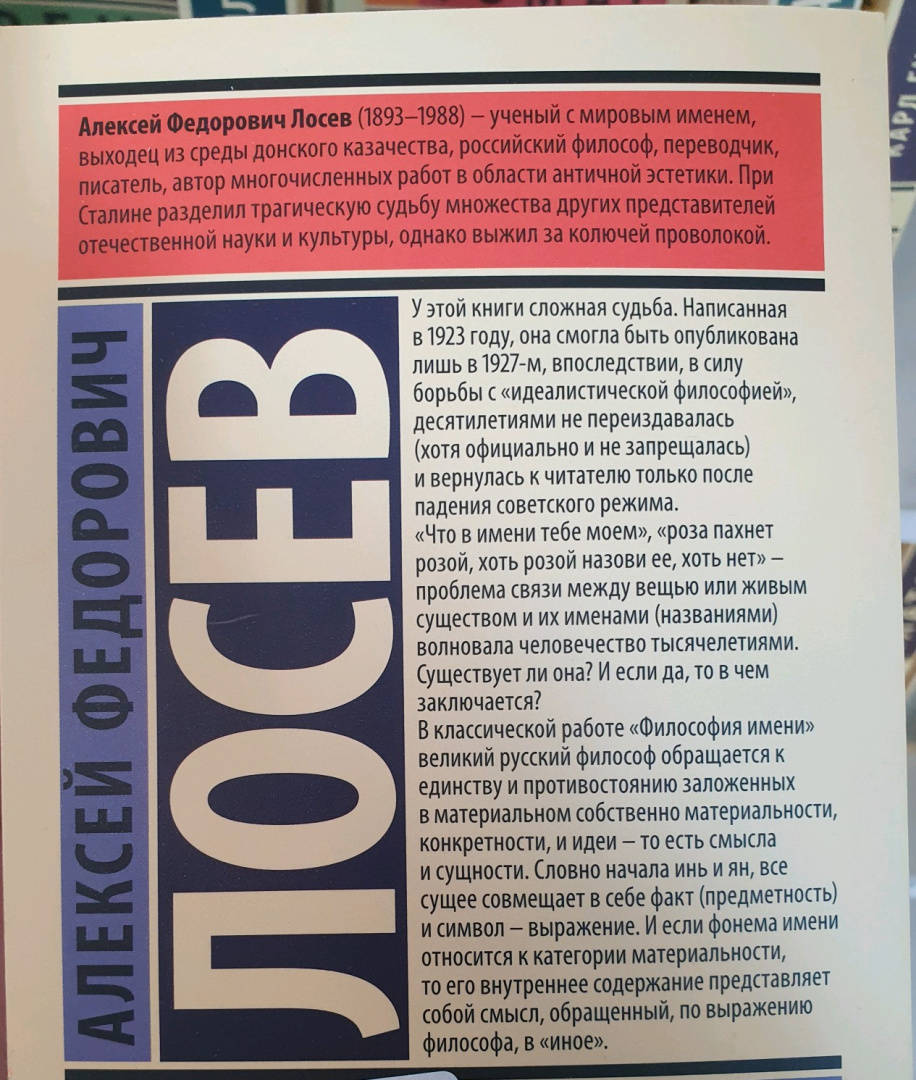 Алексей Федорович Лосев (1893–1988) – ученый с мировым именем,
выходец из среды донского казачества, российский философ, переводчик,
писатель, автор многочисленных работ в области античной эстетики. При
Сталине разделил трагическую судьбу множества других представителей
отечественной науки и культуры, однако выжил за колючей проволокой.
АЛЕКСЕЙ ФЕДОРОВИЧ
ЛОСЕВ
У этой книги сложная судьба. Написанная
в 1923 году, она смогла быть опубликована
лишь в 1927-м, впоследствии, в силу
борьбы с «идеалистической философией»,
десятилетиями не переиздавалась
(хотя официально и не запрещалась)
и вернулась к читателю только после
падения советского режима.
«Что в имени тебе моем», «роза пахнет
розой, хоть розой назови ее, хоть нет» –
проблема связи между вещью или живым
существом и их именами (названиями)
волновала человечество тысячелетиями.
Существует ли она? И если да, то в чем
заключается?
В классической работе «Философия имени»
великий русский философ обращается к
единству и противостоянию заложенных
в материальном собственно материальности,
конкретности, и идеи – то есть смысла
и сущности. Словно начала инь и ян, все
сущее совмещает в себе факт (предметность)
и символ – выражение. И если фонема имени
относится к категории материальности,
то его внутреннее содержание представляет
собой смысл, обращенный, по выражению
философа, в «иное».
КАРЛ